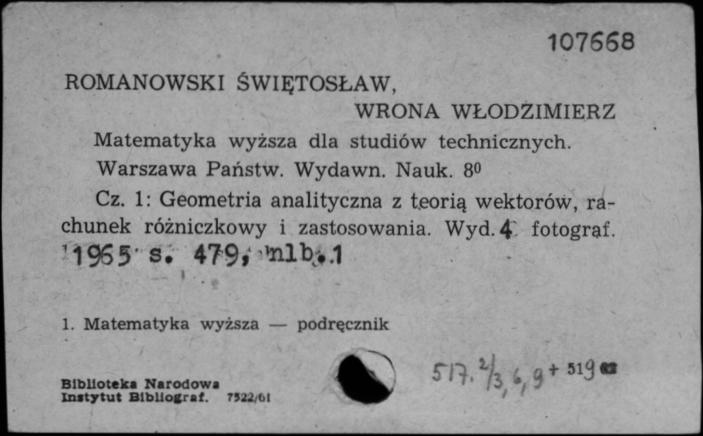 107668
ROMANOWSKI ŚWIĘTOSŁAW,
WRONA WŁODZIMIERZ
Matematyka wyższa dla studiów technicznych.
Warszawa Państw. Wydawn. Nauk. 8⁰
Cz. 1: Geometria analityczna z teorią wektorów, ra-
chunek różniczkowy i zastosowania. Wyd. 4 fotograf.
1965 s. 479, nlb. 1
1. Matematyka wyższa — podręcznik
517.2/3,6,9 + 519
Biblioteka Narodowa
Instytut Bibliograf. 7522/61